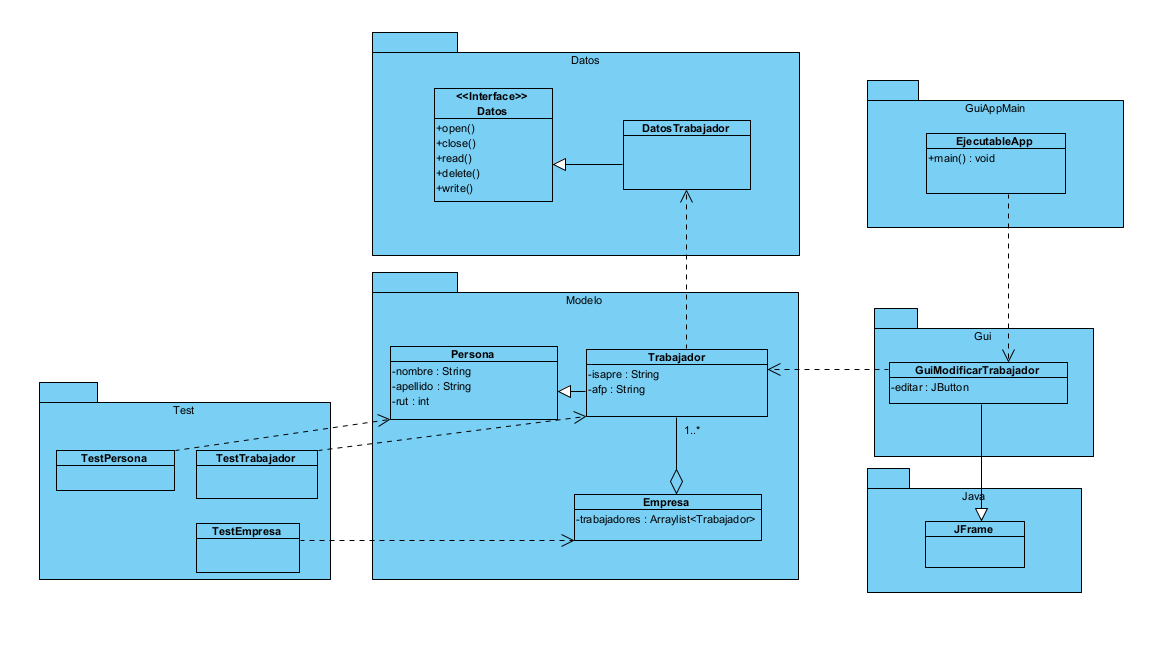 Datos
<<Interface>>
Datos
+open()
+close()
+read()
+delete()
+write()
DatosTrabajador
GuiAppMain
EjecutableApp
+main() : void
Modelo
Persona
-nombre : String
-apellido : String
-rut : int
Trabajador
-isapre : String
-afp : String
1..*
Empresa
-trabajadores : Arraylist<Trabajador>
Gui
GuiModificarTrabajador
-editar : JButton
Test
TestPersona
TestTrabajador
TestEmpresa
Java
JFrame